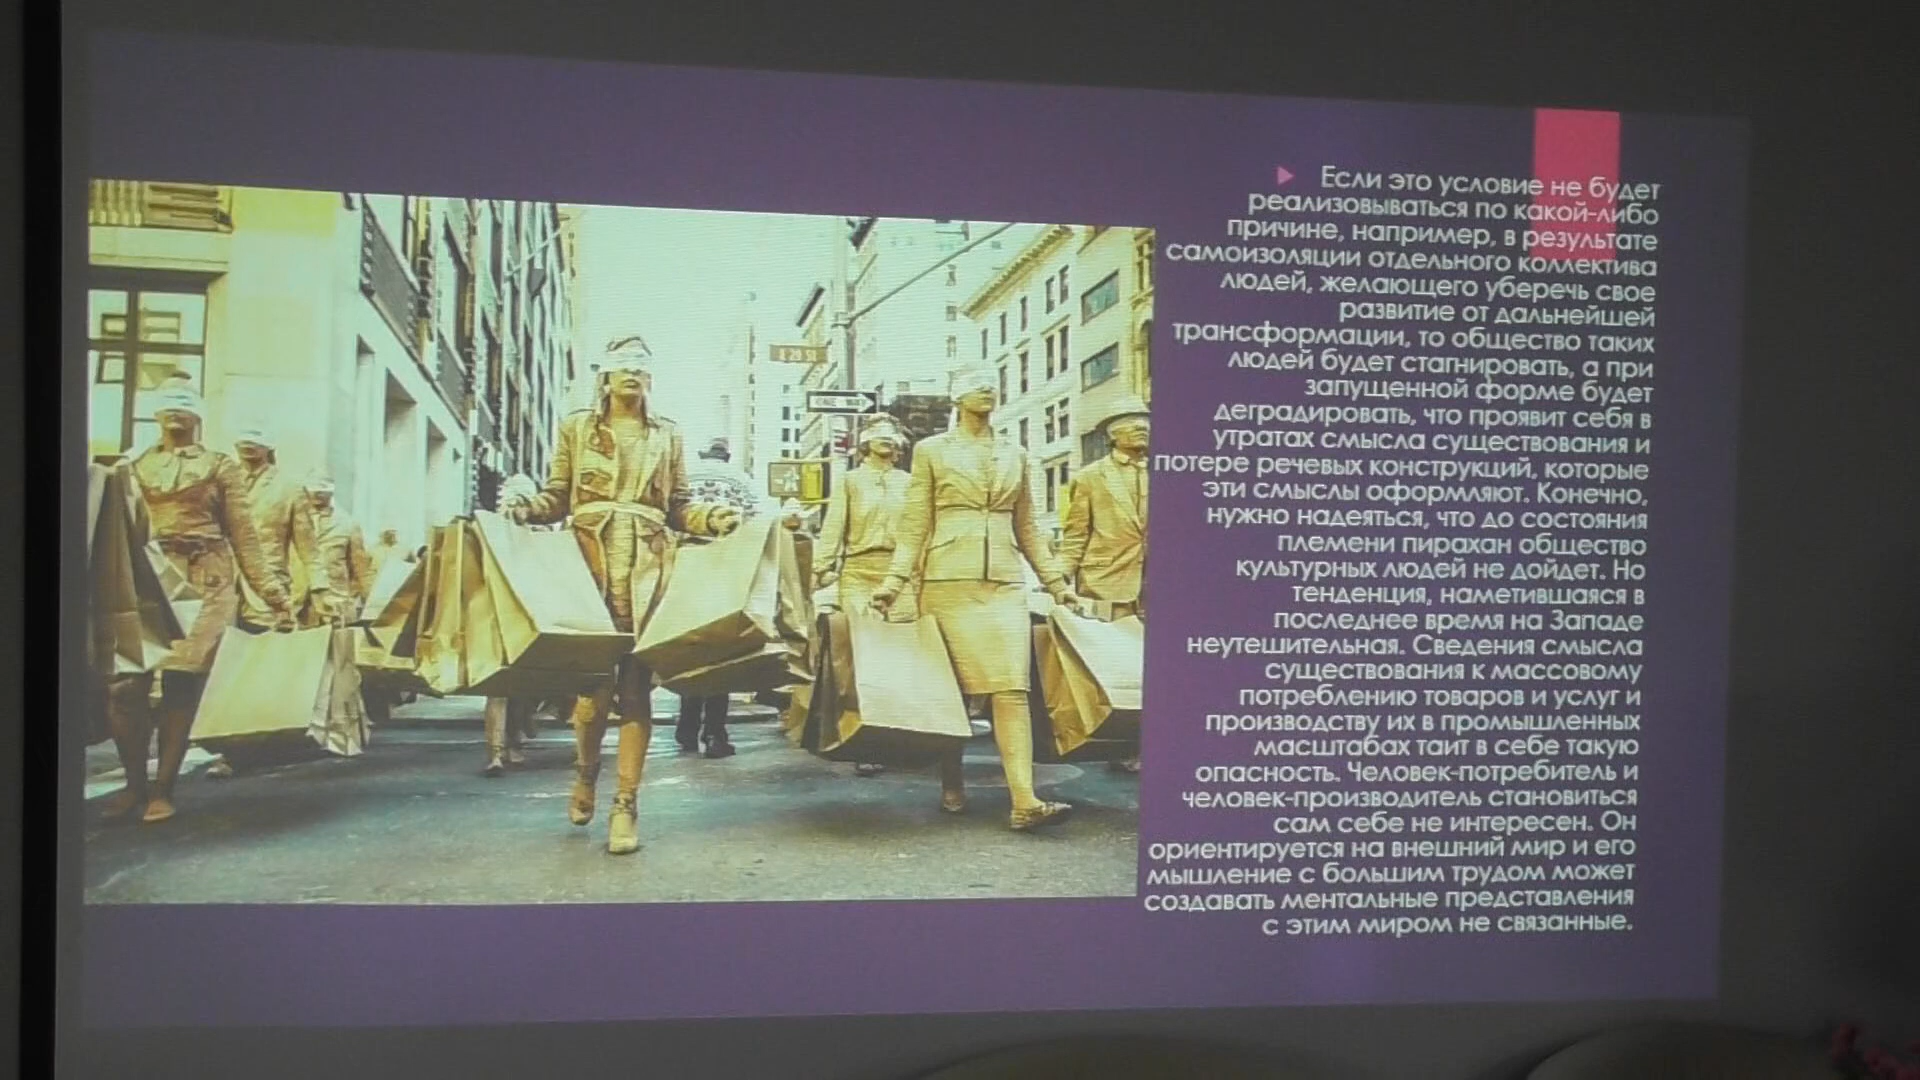 E 20 ST
ONE WAY
Если это условие не будет
реализовываться по какой-либо
причине, например, в результате
самоизоляции отдельного коллектива
людей, желающего уберечь свое
развитие от дальнейшей
трансформации, то общество таких
людей будет стагнировать, а при
запущенной форме будет
деградировать, что проявит себя в
утратах смысла существования и
потере речевых конструкций, которые
эти смыслы оформляют. Конечно,
нужно надеяться, что до состояния
племени пирахан общество
культурных людей не дойдет. Но
тенденция, наметившаяся в
последнее время на Западе
неутешительная. Сведения смысла
существования к массовому
потреблению товаров и услуг и
производству их в промышленных
масштабах таит в себе такую
опасность. Человек-потребитель и
человек-производитель становиться
сам себе не интересен. Он
ориентируется на внешний мир и его
мышление с большим трудом может
создавать ментальные представления
с этим миром не связанные.